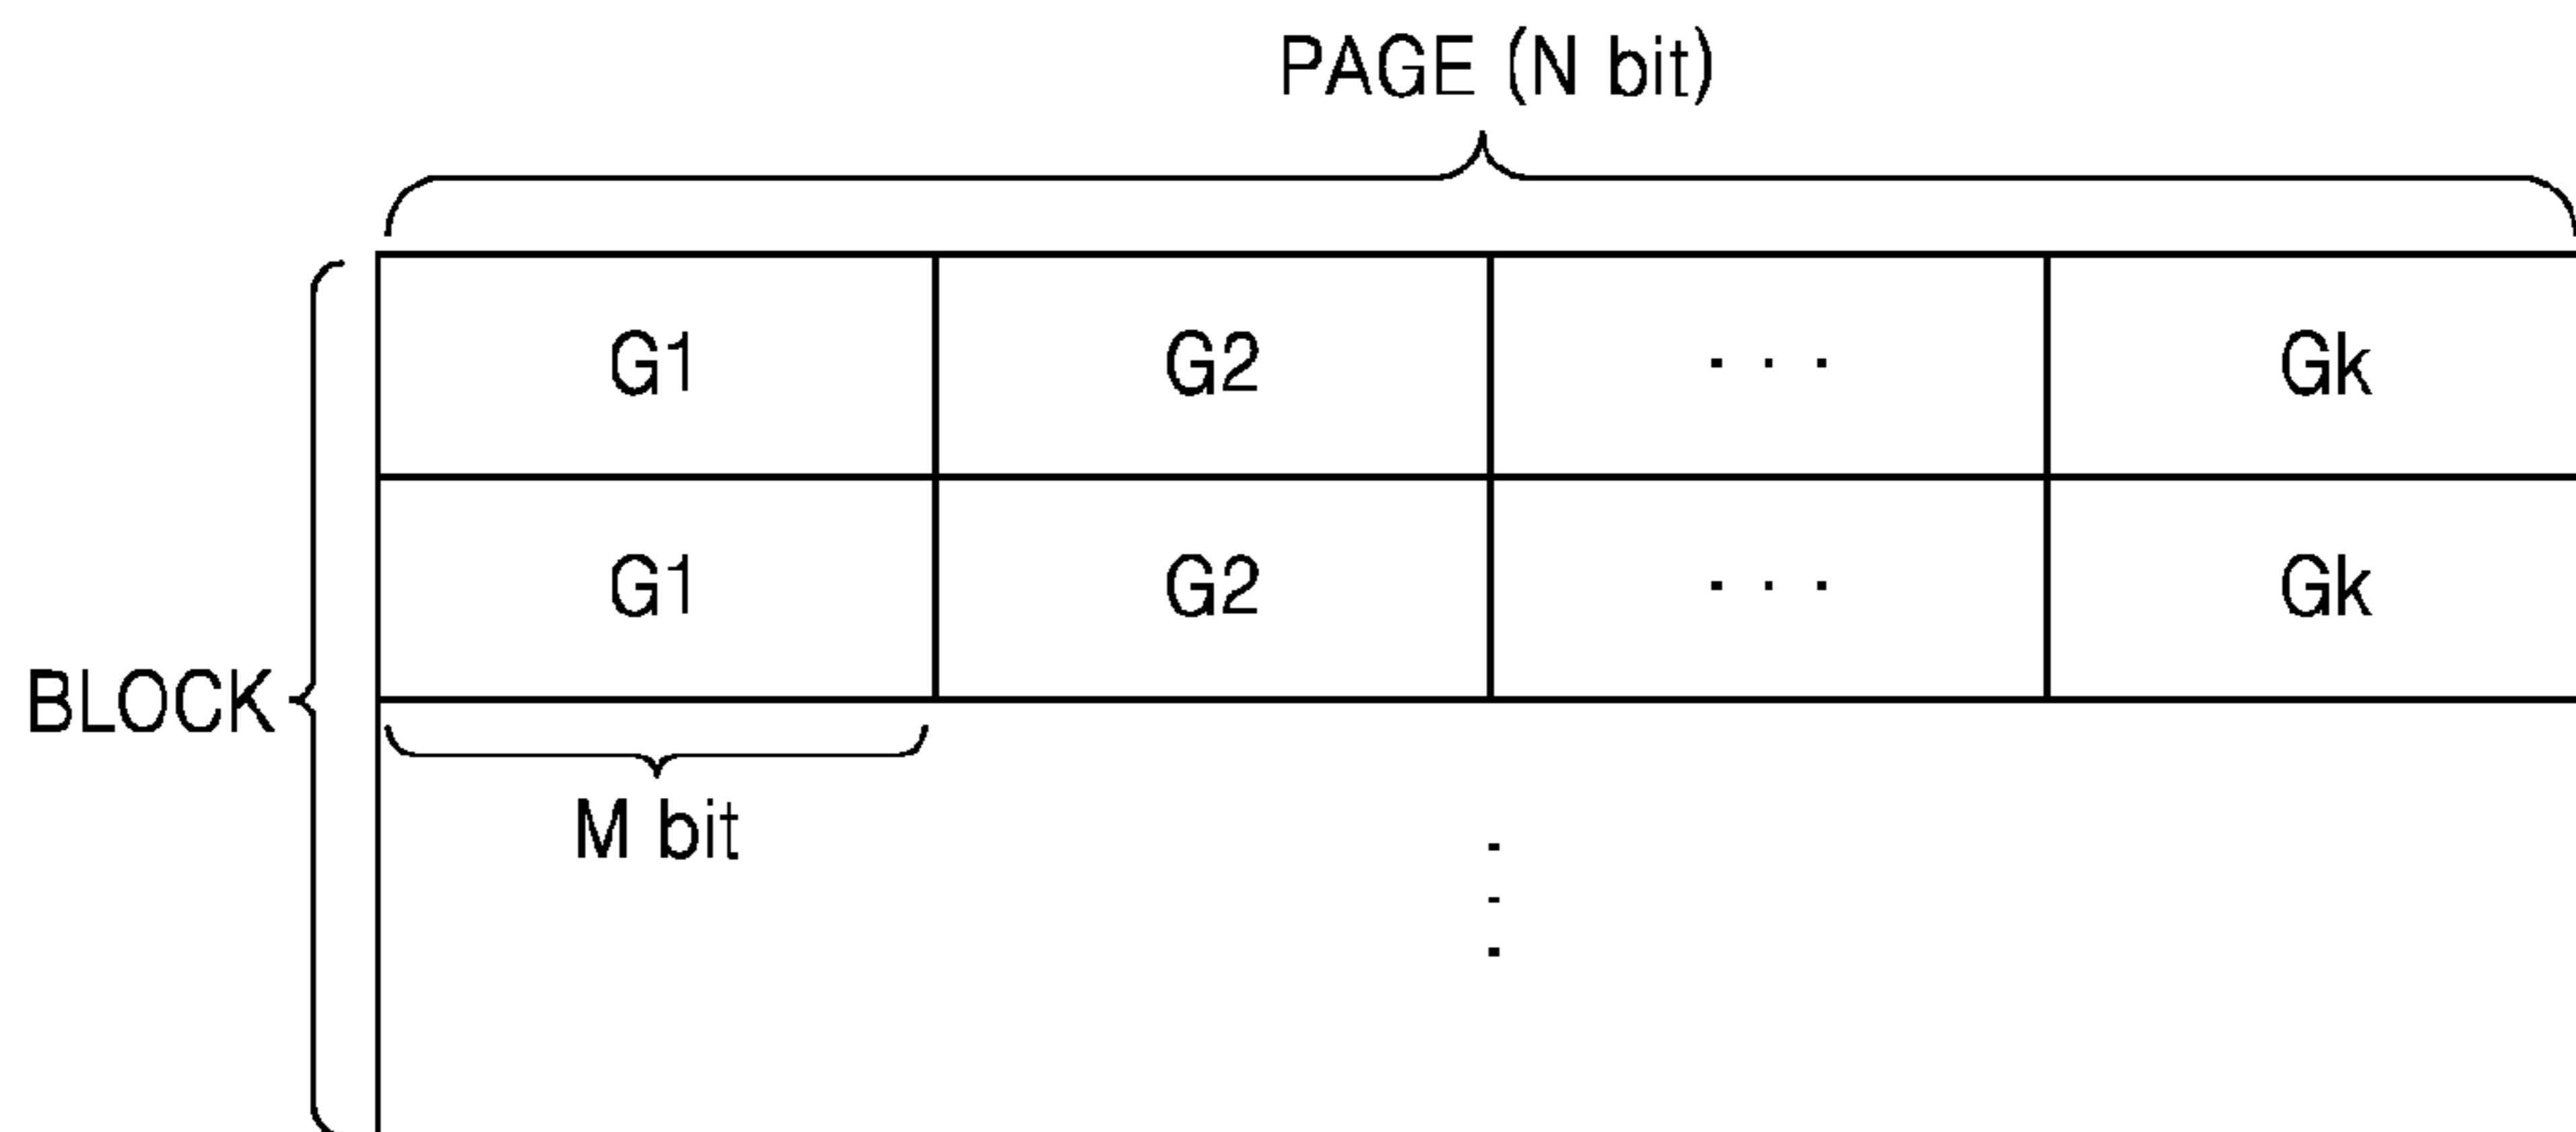 PAGE (N bit)
G1 G2 · · · Gk
G1 G2 · · · Gk
BLOCK
M bit